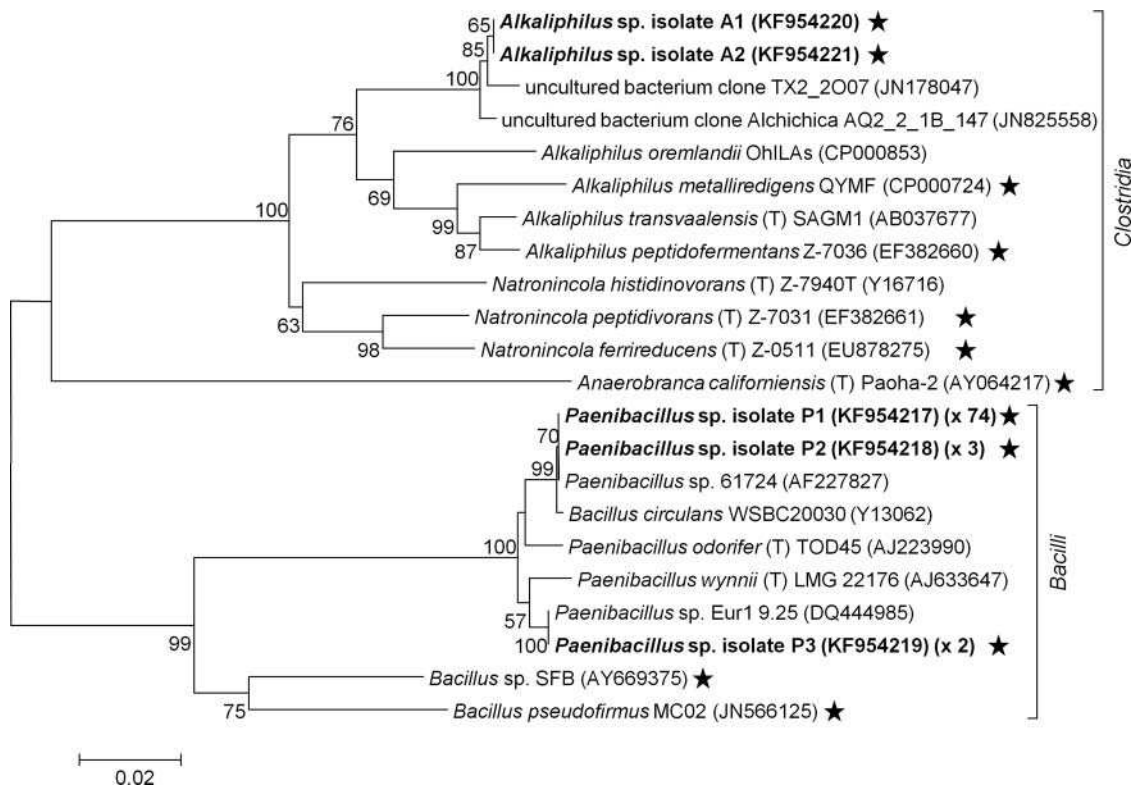 65
Alkaliphilus sp. isolate A1 (KF954220) ★
85
Alkaliphilus sp. isolate A2 (KF954221) ★
100
uncultured bacterium clone TX2_2O07 (JN178047)
uncultured bacterium clone Alchichica AQ2_2_1B_147 (JN825558)
76
Alkaliphilus oremlandii OhILAs (CP000853)
69
Alkaliphilus metalliredigens QYMF (CP000724) ★
100
99
Alkaliphilus transvaalensis (T) SAGM1 (AB037677)
87
Alkaliphilus peptidofermentans Z-7036 (EF382660) ★
Natronincola histidinovorans (T) Z-7940T (Y16716)
63
Natronincola peptidivorans (T) Z-7031 (EF382661) ★
98
Natronincola ferrireducens (T) Z-0511 (EU878275) ★
Anaerobranca californiensis (T) Paoha-2 (AY064217) ★
Clostridia
Paenibacillus sp. isolate P1 (KF954217) (x 74) ★
70
Paenibacillus sp. isolate P2 (KF954218) (x 3) ★
99
Paenibacillus sp. 61724 (AF227827)
Bacillus circulans WSBC20030 (Y13062)
100
Paenibacillus odorifer (T) TOD45 (AJ223990)
Paenibacillus wynnii (T) LMG 22176 (AJ633647)
57
Paenibacillus sp. Eur1 9.25 (DQ444985)
100
Paenibacillus sp. isolate P3 (KF954219) (x 2) ★
99
Bacillus sp. SFB (AY669375) ★
75
Bacillus pseudofirmus MC02 (JN566125) ★
Bacilli
0.02